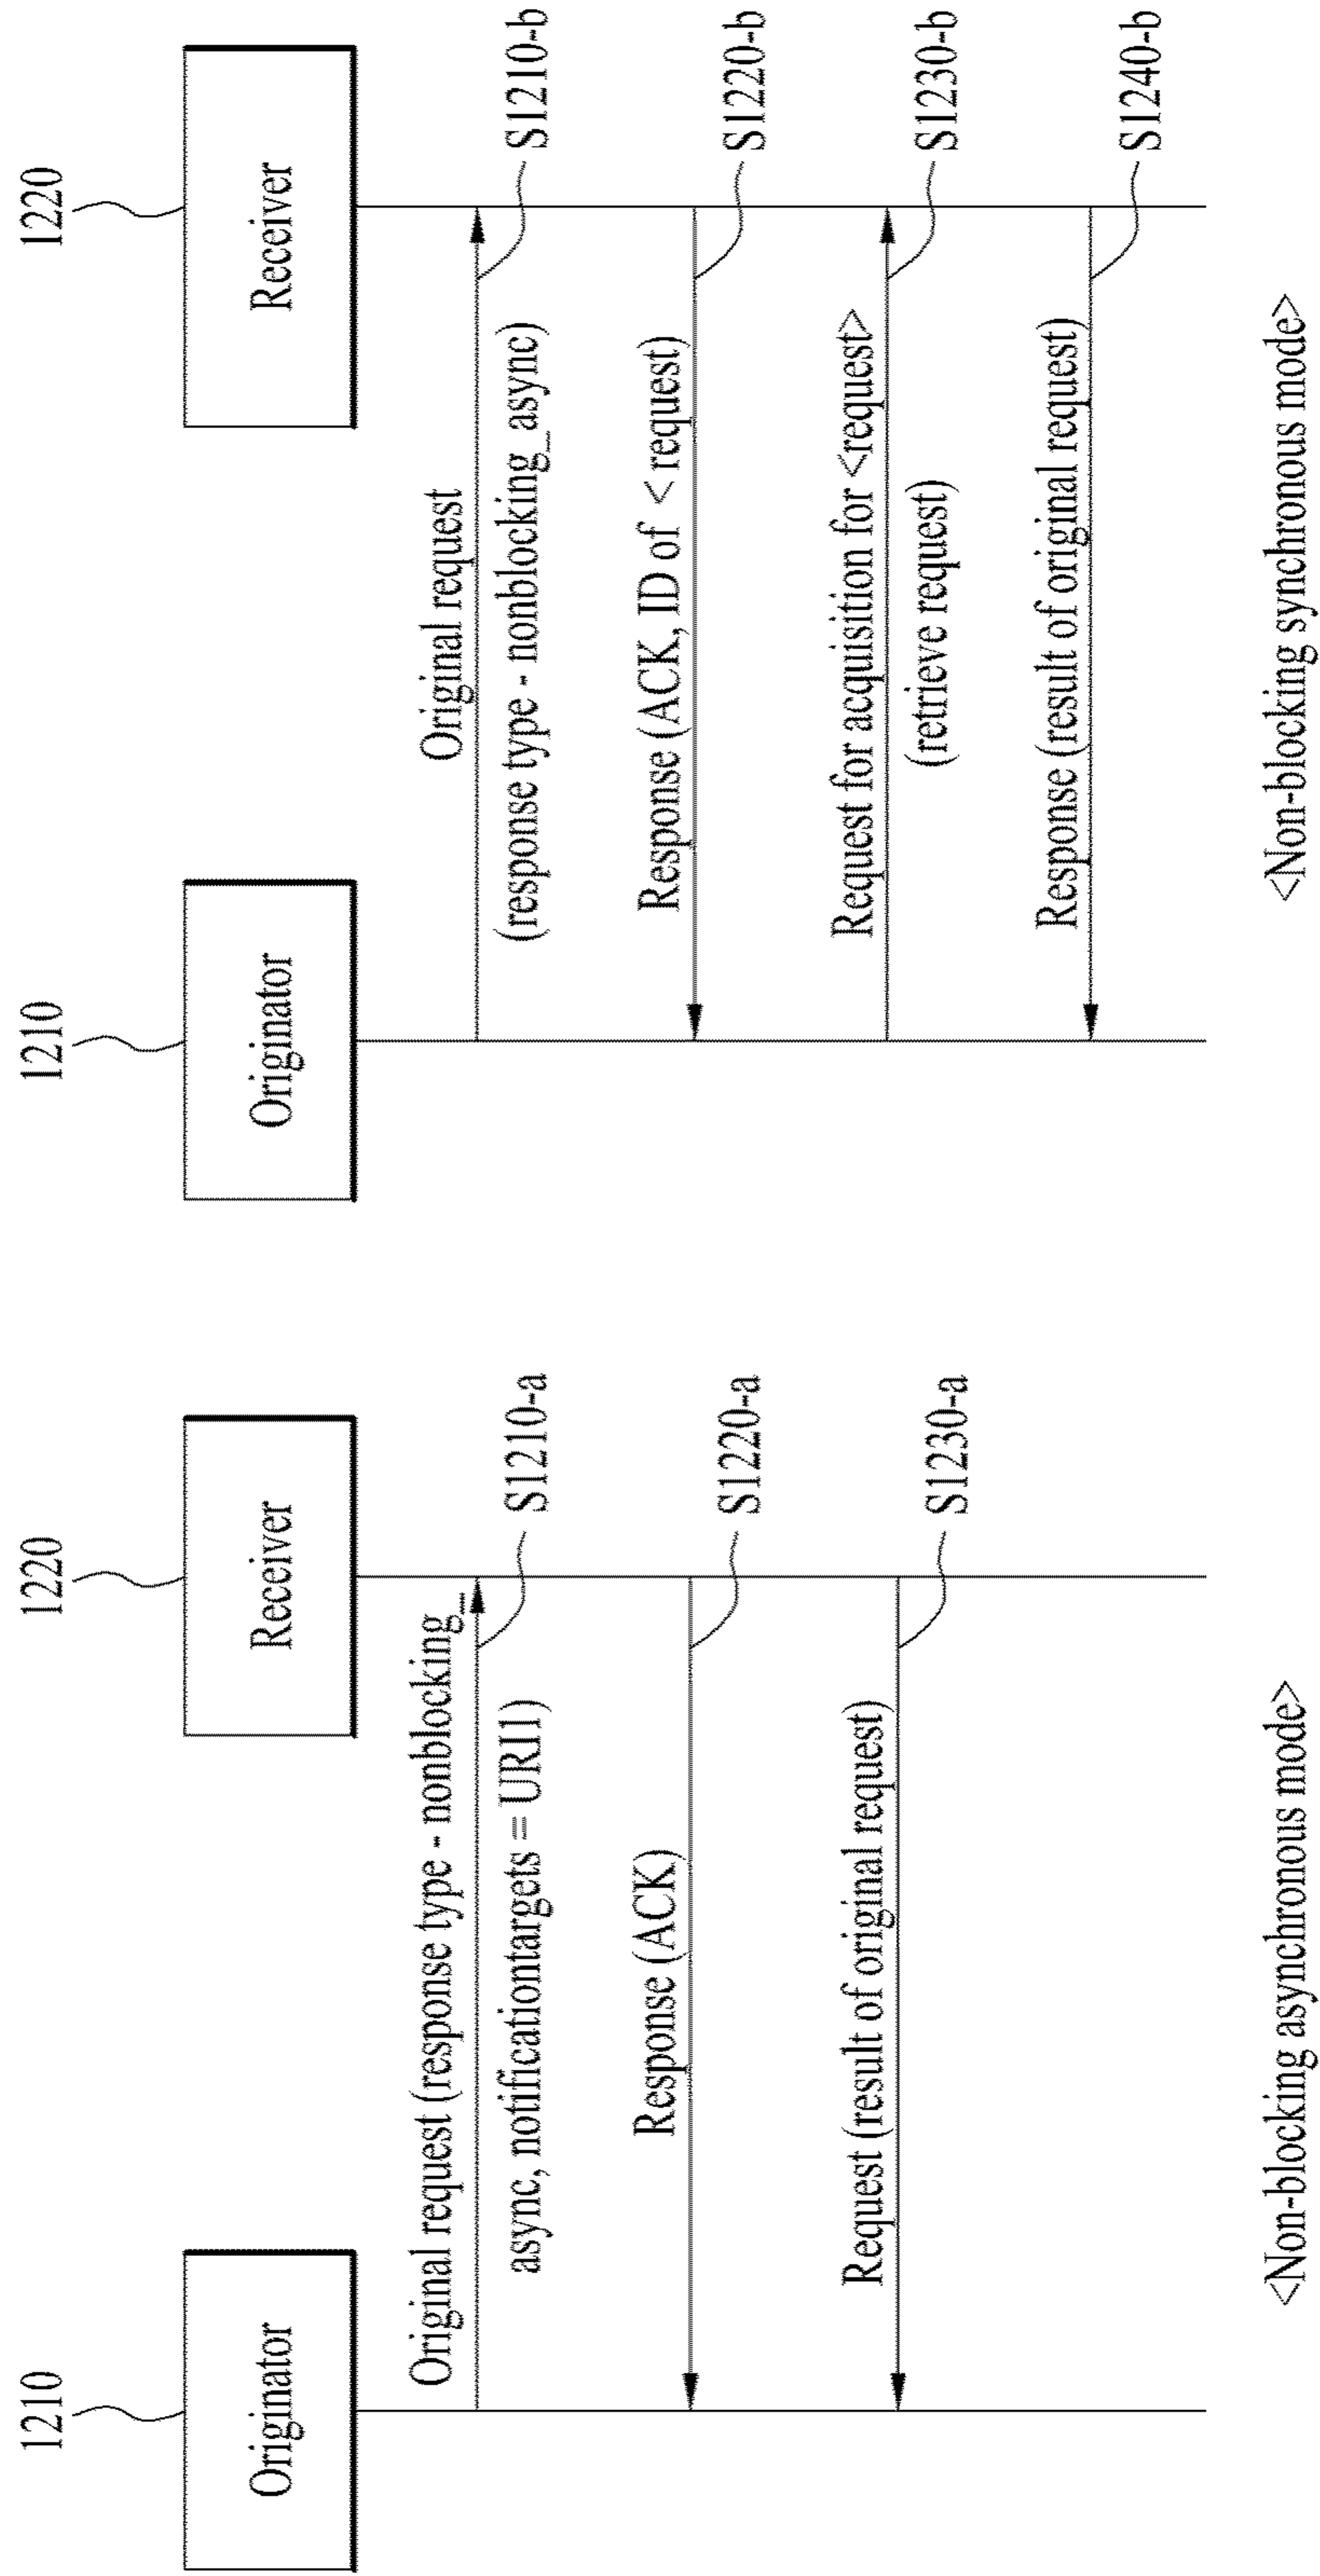 1210
1220
Originator
Receiver
Original request (response type - nonblocking_
async, notificationtargets = URI1)
S1210-a
Response (ACK)
S1220-a
Request (result of original request)
S1230-a
<Non-blocking asynchronous mode>
1210
1220
Originator
Receiver
Original request
(response type - nonblocking_async)
S1210-b
Response (ACK, ID of < request)
S1220-b
Request for acquisition for <request>
(retrieve request)
S1230-b
Response (result of original request)
S1240-b
<Non-blocking synchronous mode>